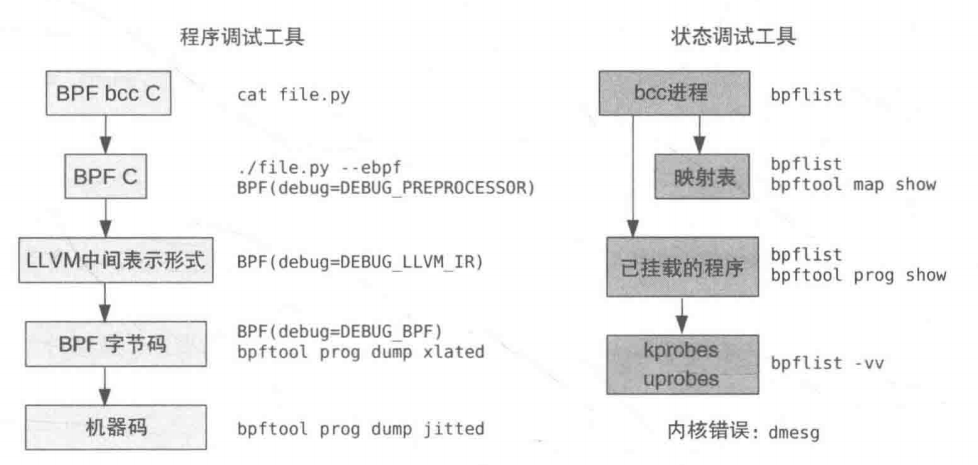 程序调试工具
BPF bcc C
cat file.py
BPF C
./file.py --ebpf
BPF(debug=DEBUG_PREPROCESSOR)
LLVM中间表示形式
BPF(debug=DEBUG_LLVM_IR)
BPF 字节码
BPF(debug=DEBUG_BPF)
bpftool prog dump xlated
机器码
bpftool prog dump jitted
状态调试工具
bcc进程
bpflist
映射表
bpflist
bpftool map show
已挂载的程序
bpflist
bpftool prog show
kprobes
uprobes
bpflist -vv
内核错误: dmesg